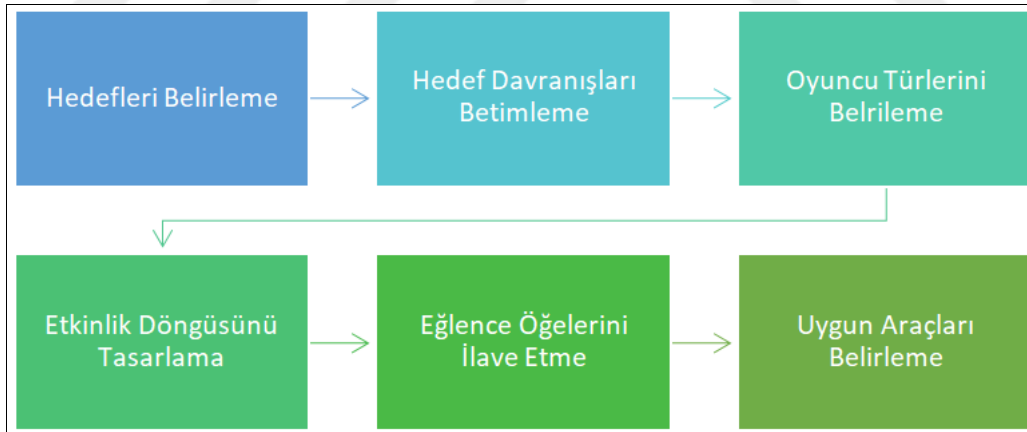 Hedefleri Belirleme
Hedef Davranışları
Betimleme
Oyuncu Türlerini
Belrileme
Etkinlik Döngüsünü
Tasarlama
Eğlence Öğelerini
İlave Etme
Uygun Araçları
Belirleme